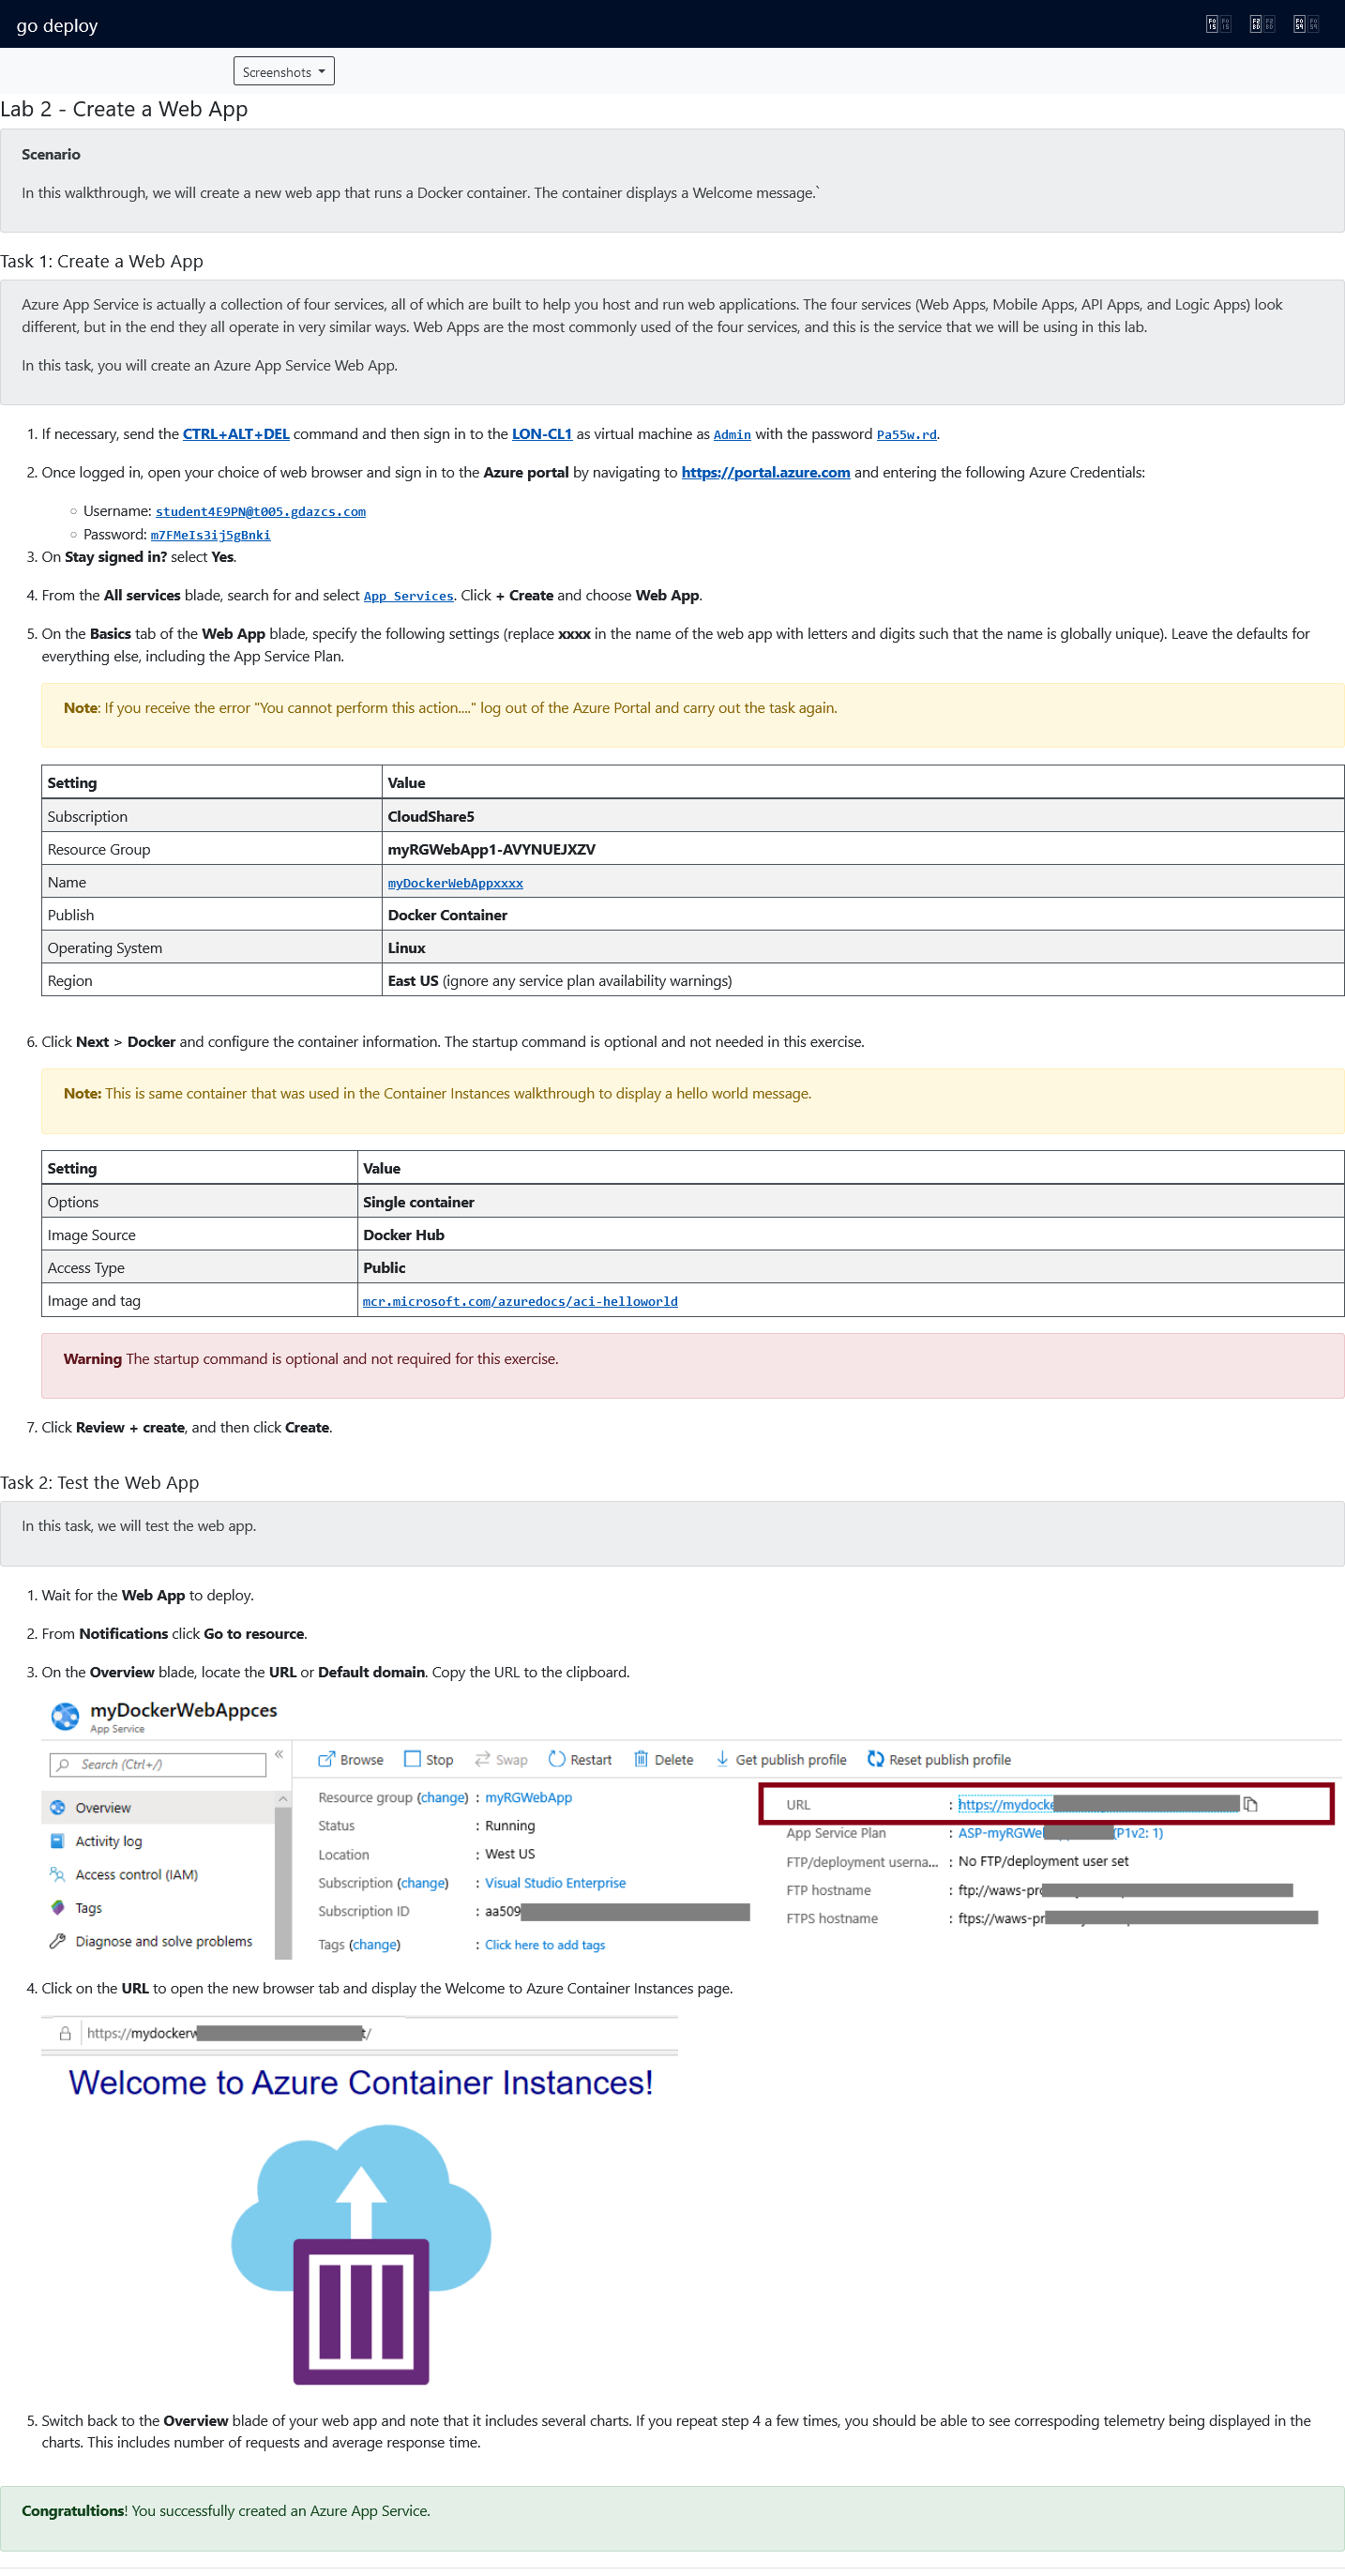 go deploy
Screenshots
Lab 2 - Create a Web App
Scenario
In this walkthrough, we will create a new web app that runs a Docker container. The container displays a Welcome message.`
Task 1: Create a Web App
Azure App Service is actually a collection of four services, all of which are built to help you host and run web applications. The four services (Web Apps, Mobile Apps, API Apps, and Logic Apps) look
different, but in the end they all operate in very similar ways. Web Apps are the most commonly used of the four services, and this is the service that we will be using in this lab.
In this task, you will create an Azure App Service Web App.
1. If necessary, send the CTRL+ALT+DEL command and then sign in to the LON-CL1 as virtual machine as Admin with the password Pa55w.rd.
2. Once logged in, open your choice of web browser and sign in to the Azure portal by navigating to https://portal.azure.com and entering the following Azure Credentials:
Username: student4E9PN@t005.gdazcs.com
Password: m7FMeIs3ij5gBnki
3. On Stay signed in? select Yes.
4. From the All services blade, search for and select App Services. Click + Create and choose Web App.
5. On the Basics tab of the Web App blade, specify the following settings (replace xxxx in the name of the web app with letters and digits such that the name is globally unique). Leave the defaults for
everything else, including the App Service Plan.
Note: If you receive the error "You cannot perform this action...." log out of the Azure Portal and carry out the task again.
Setting Value
Subscription CloudShare5
Resource Group myRGWebApp1-AVYNUEJXZV
Name myDockerWebAppxxxx
Publish Docker Container
Operating System Linux
Region East US (ignore any service plan availability warnings)
6. Click Next > Docker and configure the container information. The startup command is optional and not needed in this exercise.
Note: This is same container that was used in the Container Instances walkthrough to display a hello world message.
Setting Value
Options Single container
Image Source Docker Hub
Access Type Public
Image and tag mcr.microsoft.com/azuredocs/aci-helloworld
Warning The startup command is optional and not required for this exercise.
7. Click Review + create, and then click Create.
Task 2: Test the Web App
In this task, we will test the web app.
1. Wait for the Web App to deploy.
2. From Notifications click Go to resource.
3. On the Overview blade, locate the URL or Default domain. Copy the URL to the clipboard.
myDockerWebAppces
App Service
Search (Ctrl+/)
Overview
Activity log
Access control (IAM)
Tags
Diagnose and solve problems
Browse Stop Swap Restart Delete Get publish profile Reset publish profile
Resource group (change) : myRGWebApp
Status : Running
Location : West US
Subscription (change) : Visual Studio Enterprise
Subscription ID : aa509
Tags (change) : Click here to add tags
URL : https://mydocke
App Service Plan : ASP-myRGWe (P1v2: 1)
FTP/deployment userna... : No FTP/deployment user set
FTP hostname : ftp://waws-pro
FTPS hostname : ftps://waws-pr
4. Click on the URL to open the new browser tab and display the Welcome to Azure Container Instances page.
https://mydockerw t/
Welcome to Azure Container Instances!
5. Switch back to the Overview blade of your web app and note that it includes several charts. If you repeat step 4 a few times, you should be able to see correspoding telemetry being displayed in the
charts. This includes number of requests and average response time.
Congratultions! You successfully created an Azure App Service.